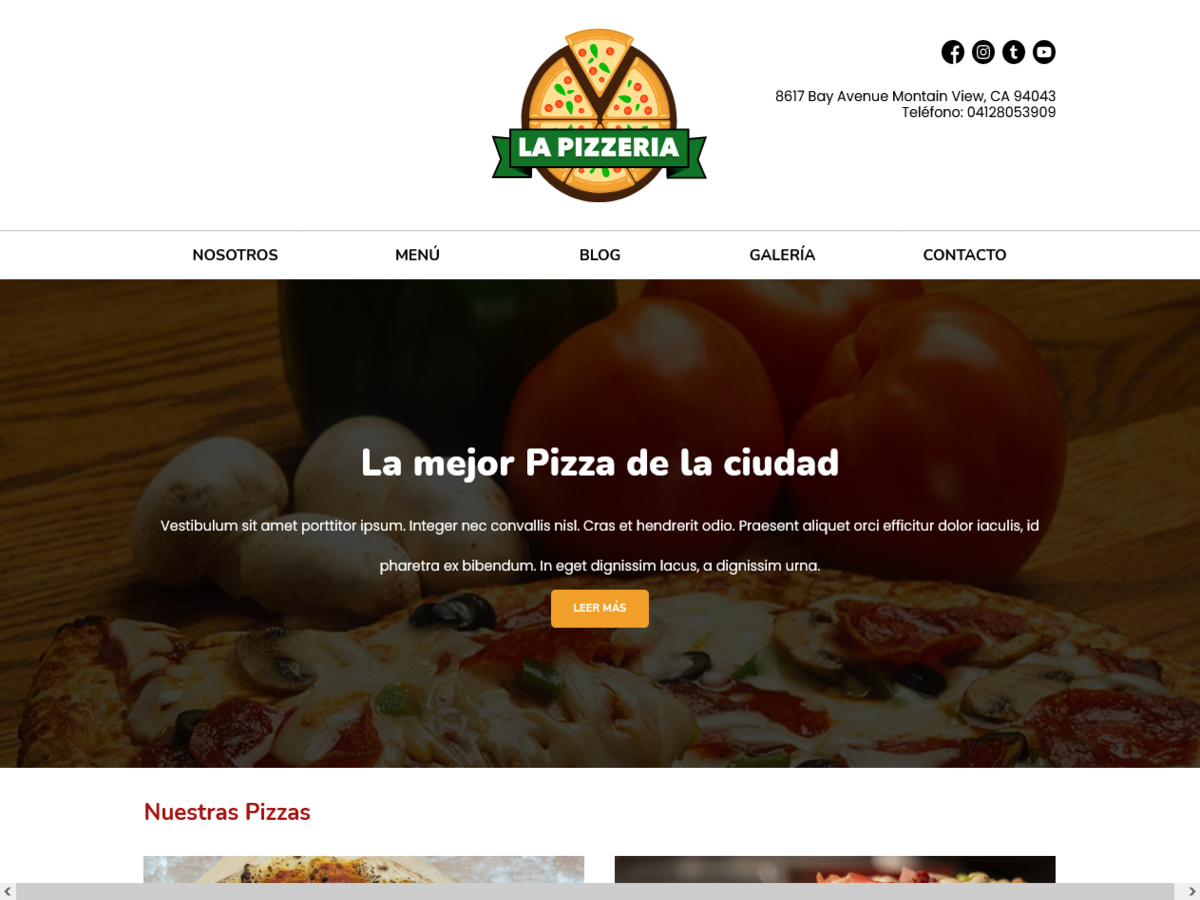 LA PIZZERIA
8617 Bay Avenue Montain View, CA 94043
Teléfono: 04128053909
NOSOTROS
MENÚ
BLOG
GALERÍA
CONTACTO
La mejor Pizza de la ciudad
Vestibulum sit amet porttitor ipsum. Integer nec convallis nisl. Cras et hendrerit odio. Praesent aliquet orci efficitur dolor iaculis, id
pharetra ex bibendum. In eget dignissim lacus, a dignissim urna.
LEER MÁS
Nuestras Pizzas